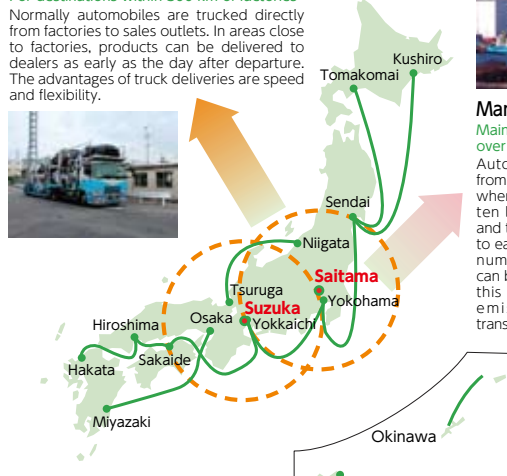 Normally automobiles are trucked directly
from factories to sales outlets. In areas close
to factories, products can be delivered to
dealers as early as the day after departure.
The advantages of truck deliveries are speed
and flexibility.
Kushiro
Tomakomai
Sendai
Niigata
Saitama
Tsuruga
Yokohama
Suzuka
Osaka
Yokkaichi
Hiroshima
Sakaide
Hakata
Miyazaki
Okinawa
Mar
Main
over
Auto
from
wher
ten l
and t
to ea
num
can b
this
emi
trans